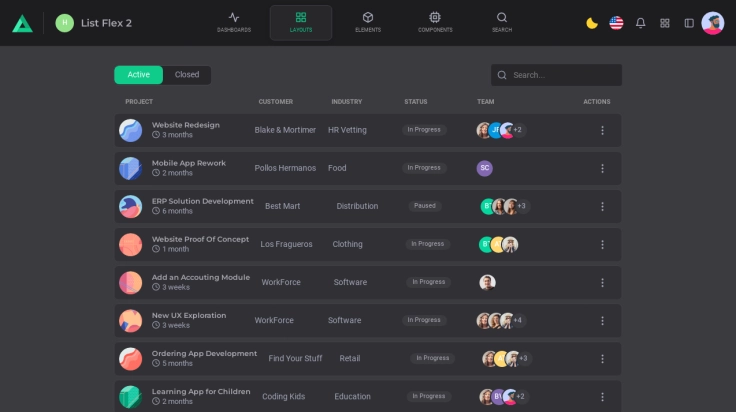 H List Flex 2
DASHBOARDS LAYOUTS ELEMENTS COMPONENTS SEARCH
Active Closed Search...
PROJECT CUSTOMER INDUSTRY STATUS TEAM ACTIONS
Website Redesign
3 months
Blake & Mortimer HR Vetting In Progress +2
Mobile App Rework
2 months
Pollos Hermanos Food In Progress SC
ERP Solution Development
6 months
Best Mart Distribution Paused +3
Website Proof Of Concept
1 month
Los Fragueros Clothing In Progress
Add an Accouting Module
3 weeks
WorkForce Software In Progress
New UX Exploration
3 weeks
WorkForce Software In Progress +4
Ordering App Development
5 months
Find Your Stuff Retail In Progress +3
Learning App for Children
2 months
Coding Kids Education In Progress +2